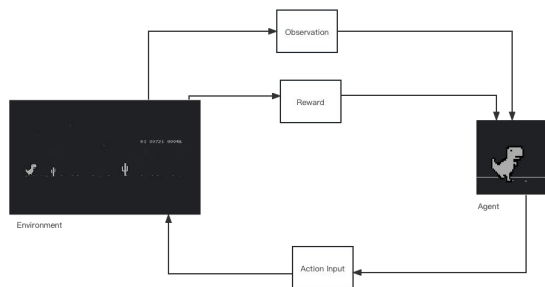 Observation
Reward
Environment
Agent
Action Input